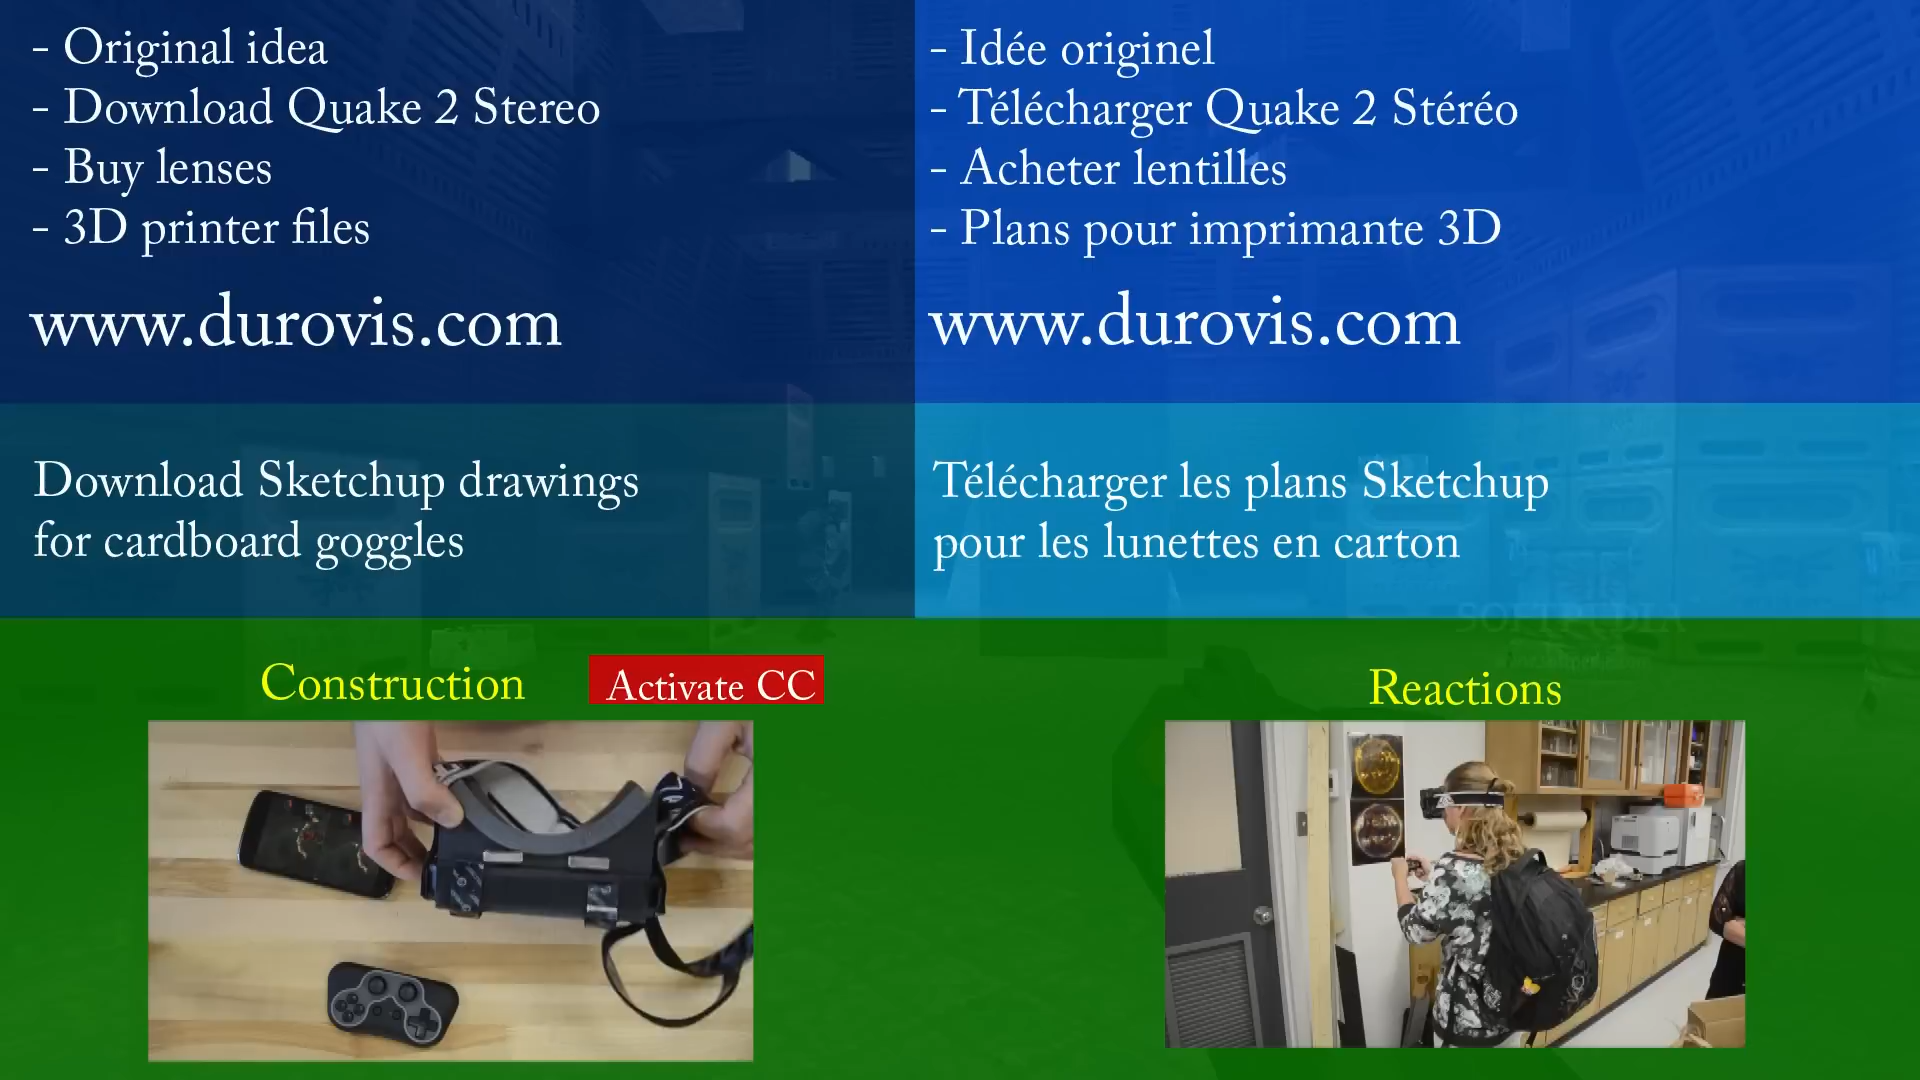 - Original idea
- Download Quake 2 Stereo
- Buy lenses
- 3D printer files
www.durovis.com
- Idée originel
- Télécharger Quake 2 Stéréo
- Acheter lentilles
- Plans pour imprimante 3D
www.durovis.com
Download Sketchup drawings
for cardboard goggles
Télécharger les plans Sketchup
pour les lunettes en carton
SOFTPEDIA
Construction
Activate CC
Reactions